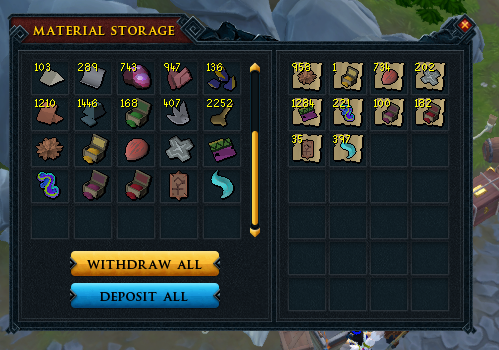 MATERIAL STORAGE
103 289 743 947 136
1210 1446 168 407 2252
958 1 734 202
1284 221 100 182
35 397
WITHDRAW ALL
DEPOSIT ALL